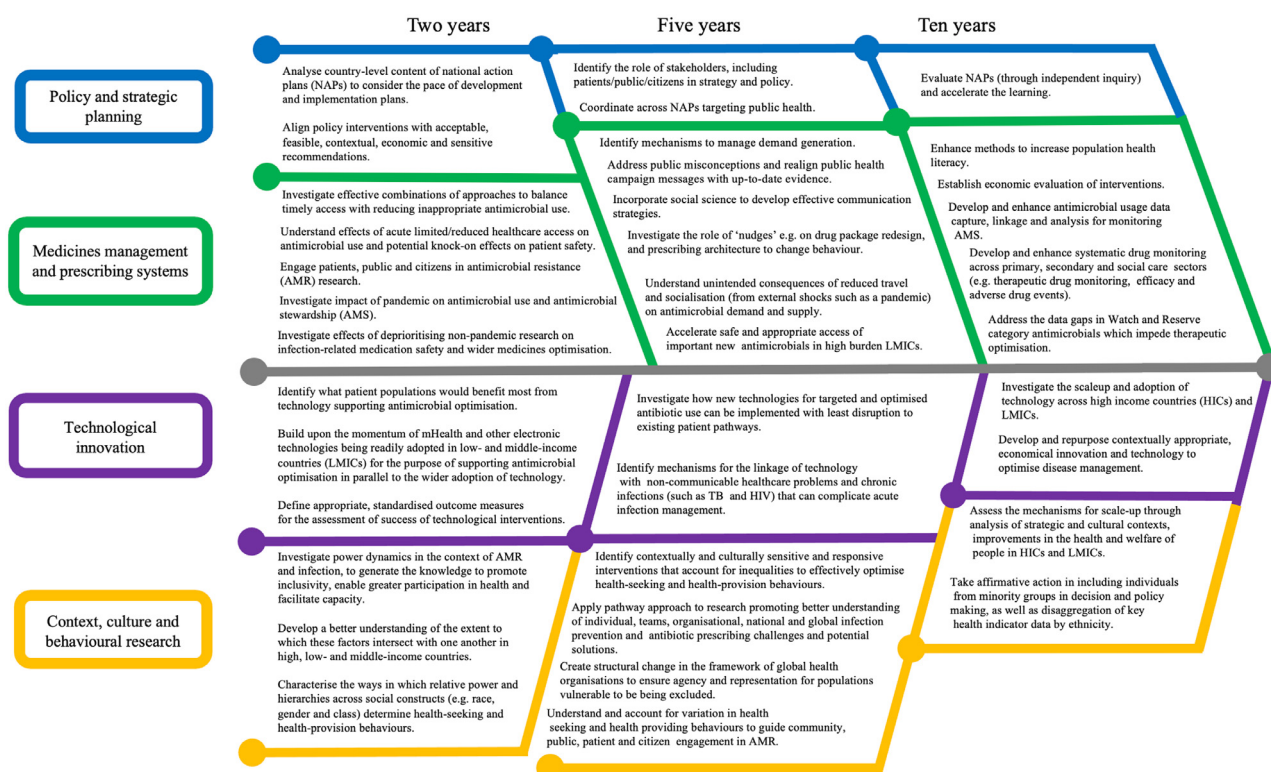 Two years
Five years
Ten years
Policy and strategic
planning
Analyse country-level content of national action
plans (NAPs) to consider the pace of development
and implementation plans.
Align policy interventions with acceptable,
feasible, contextual, economic and sensitive
recommendations.
Identify the role of stakeholders, including
patients/public/citizens in strategy and policy.
Coordinate across NAPs targeting public health.
Evaluate NAPs (through independent inquiry)
and accelerate the learning.
Medicines management
and prescribing systems
Investigate effective combinations of approaches to balance
timely access with reducing inappropriate antimicrobial use.
Understand effects of acute limited/reduced healthcare access on
antimicrobial use and potential knock-on effects on patient safety.
Engage patients, public and citizens in antimicrobial resistance
(AMR) research.
Investigate impact of pandemic on antimicrobial use and antimicrobial
stewardship (AMS).
Investigate effects of deprioritising non-pandemic research on
infection-related medication safety and wider medicines optimisation.
Identify mechanisms to manage demand generation.
Address public misconceptions and realign public health
campaign messages with up-to-date evidence.
Incorporate social science to develop effective communication
strategies.
Investigate the role of ‘nudges’ e.g. on drug package redesign,
and prescribing architecture to change behaviour.
Understand unintended consequences of reduced travel
and socialisation (from external shocks such as a pandemic)
on antimicrobial demand and supply.
Accelerate safe and appropriate access of
important new antimicrobials in high burden LMICs.
Enhance methods to increase population health
literacy.
Establish economic evaluation of interventions.
Develop and enhance antimicrobial usage data
capture, linkage and analysis for monitoring
AMS.
Develop and enhance systematic drug monitoring
across primary, secondary and social care sectors
(e.g. therapeutic drug monitoring, efficacy and
adverse drug events).
Address the data gaps in Watch and Reserve
category antimicrobials which impede therapeutic
optimisation.
Technological
innovation
Identify what patient populations would benefit most from
technology supporting antimicrobial optimisation.
Build upon the momentum of mHealth and other electronic
technologies being readily adopted in low- and middle-income
countries (LMICs) for the purpose of supporting antimicrobial
optimisation in parallel to the wider adoption of technology.
Define appropriate, standardised outcome measures
for the assessment of success of technological interventions.
Investigate how new technologies for targeted and optimised
antibiotic use can be implemented with least disruption to
existing patient pathways.
Identify mechanisms for the linkage of technology
with non-communicable healthcare problems and chronic
infections (such as TB and HIV) that can complicate acute
infection management.
Investigate the scaleup and adoption of
technology across high income countries (HICs) and
LMICs.
Develop and repurpose contextually appropriate,
economical innovation and technology to
optimise disease management.
Context, culture and
behavioural research
Investigate power dynamics in the context of AMR
and infection, to generate the knowledge to promote
inclusivity, enable greater participation in health and
facilitate capacity.
Develop a better understanding of the extent to
which these factors intersect with one another in
high, low- and middle-income countries.
Characterise the ways in which relative power and
hierarchies across social constructs (e.g. race,
gender and class) determine health-seeking and
health-provision behaviours.
Identify contextually and culturally sensitive and responsive
interventions that account for inequalities to effectively optimise
health-seeking and health-provision behaviours.
Apply pathway approach to research promoting better understanding
of individual, teams, organisational, national and global infection
prevention and antibiotic prescribing challenges and potential
solutions.
Create structural change in the framework of global health
organisations to ensure agency and representation for populations
vulnerable to being excluded.
Understand and account for variation in health
seeking and health providing behaviours to guide community,
public, patient and citizen engagement in AMR.
Assess the mechanisms for scale-up through
analysis of strategic and cultural contexts,
improvements in the health and welfare of
people in HICs and LMICs.
Take affirmative action in including individuals
from minority groups in decision and policy
making, as well as disaggregation of key
health indicator data by ethnicity.